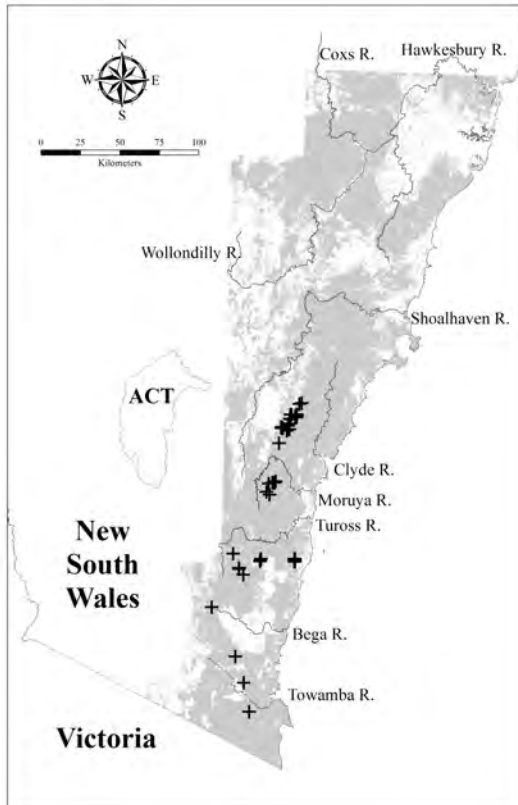 Coxs R.
Hawkesbury R.
N
W
E
S
0 25 50 75 100
Kilometers
Wollondilly R.
Shoalhaven R.
ACT
Clyde R.
Moruya R.
Tuross R.
New
South
Wales
Bega R.
Towamba R.
Victoria